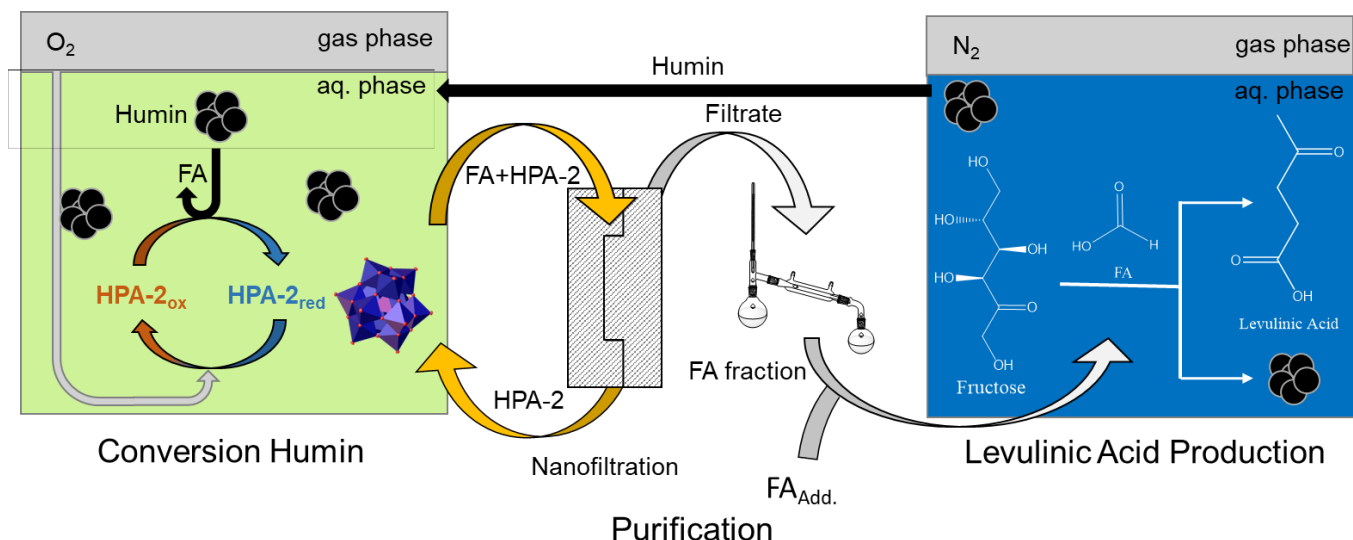 O2
gas phase
aq. phase
Humin
FA
HPA-2ox
HPA-2red
Conversion Humin
Humin
Filtrate
FA+HPA-2
HPA-2
Nanofiltration
FA fraction
FAAdd.
Purification
N2
gas phase
aq. phase
HO
HO
OH
HO
O
OH
Fructose
O
HO
H
FA
O
O
OH
Levulinic Acid
Levulinic Acid Production